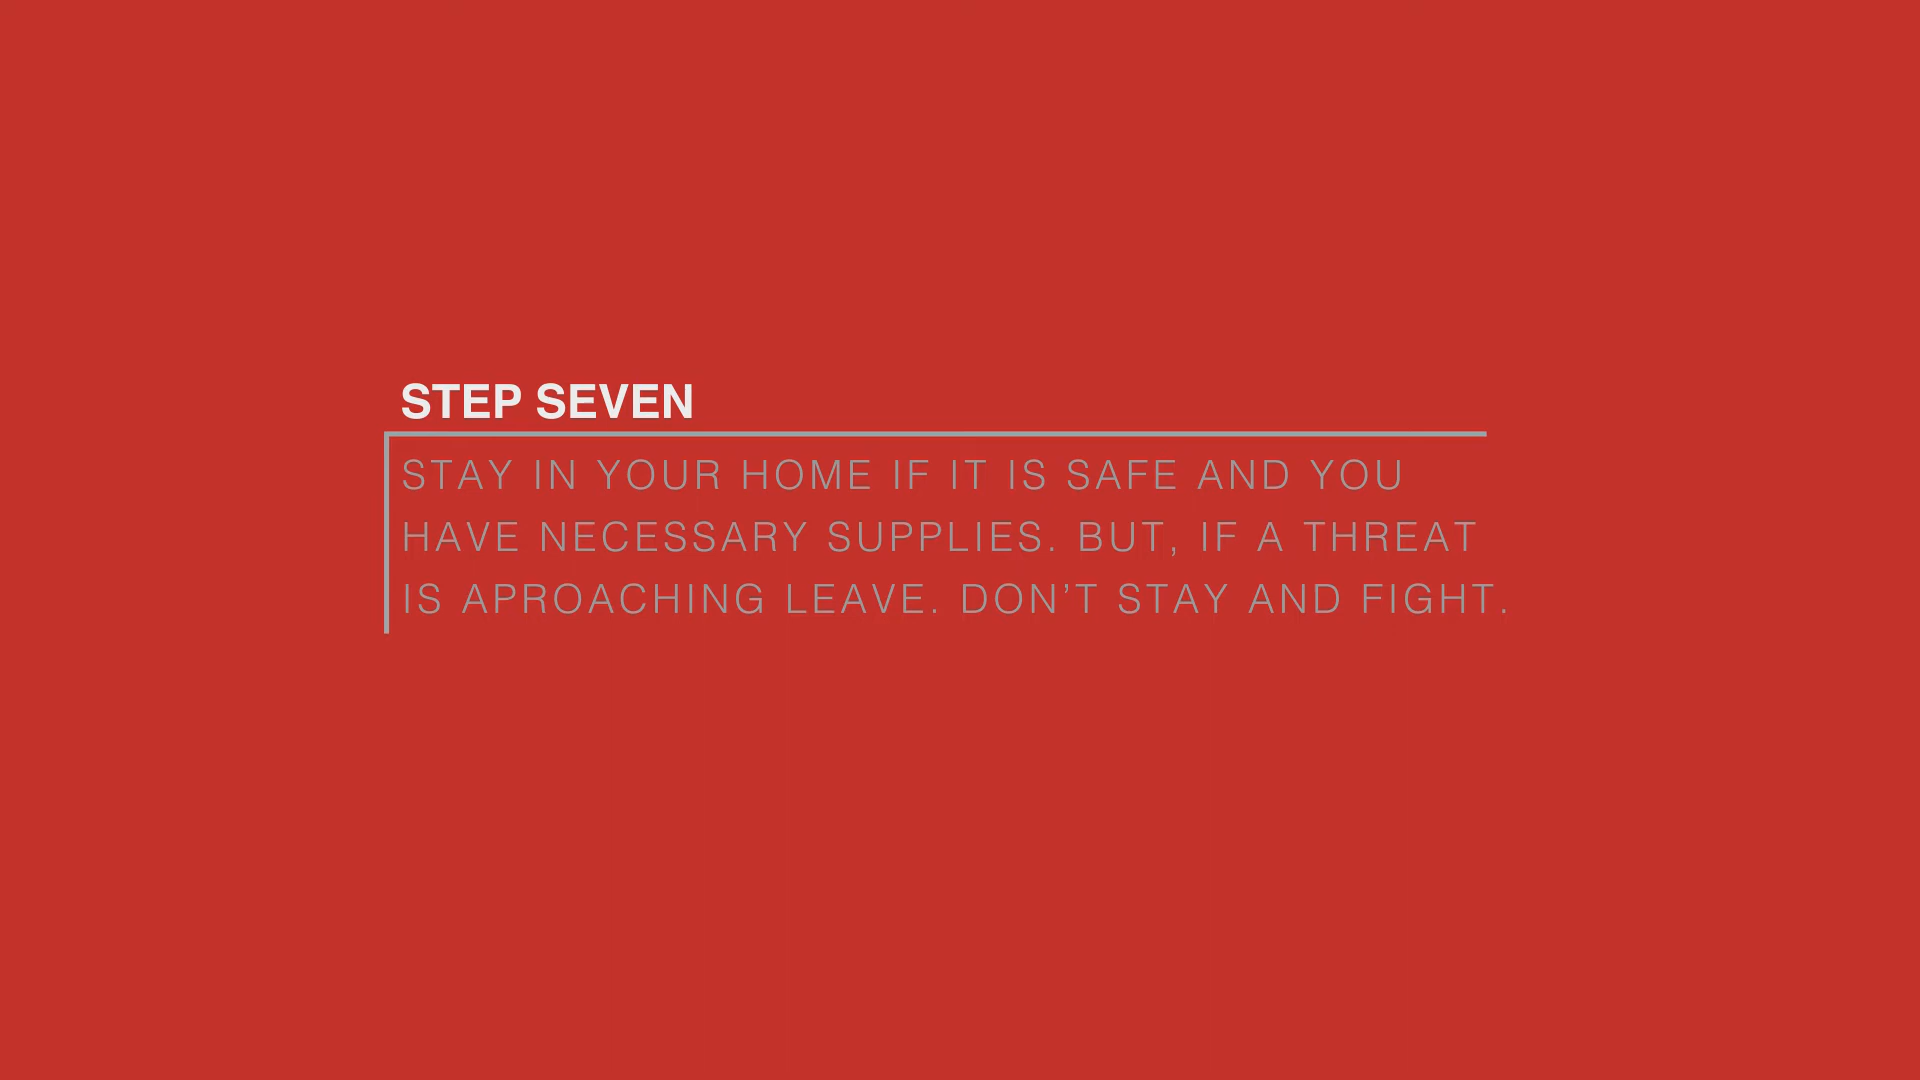 STEP SEVEN
STAY IN YOUR HOME IF IT IS SAFE AND YOU
HAVE NECESSARY SUPPLIES. BUT, IF A THREAT
IS APROACHING LEAVE. DON’T STAY AND FIGHT.